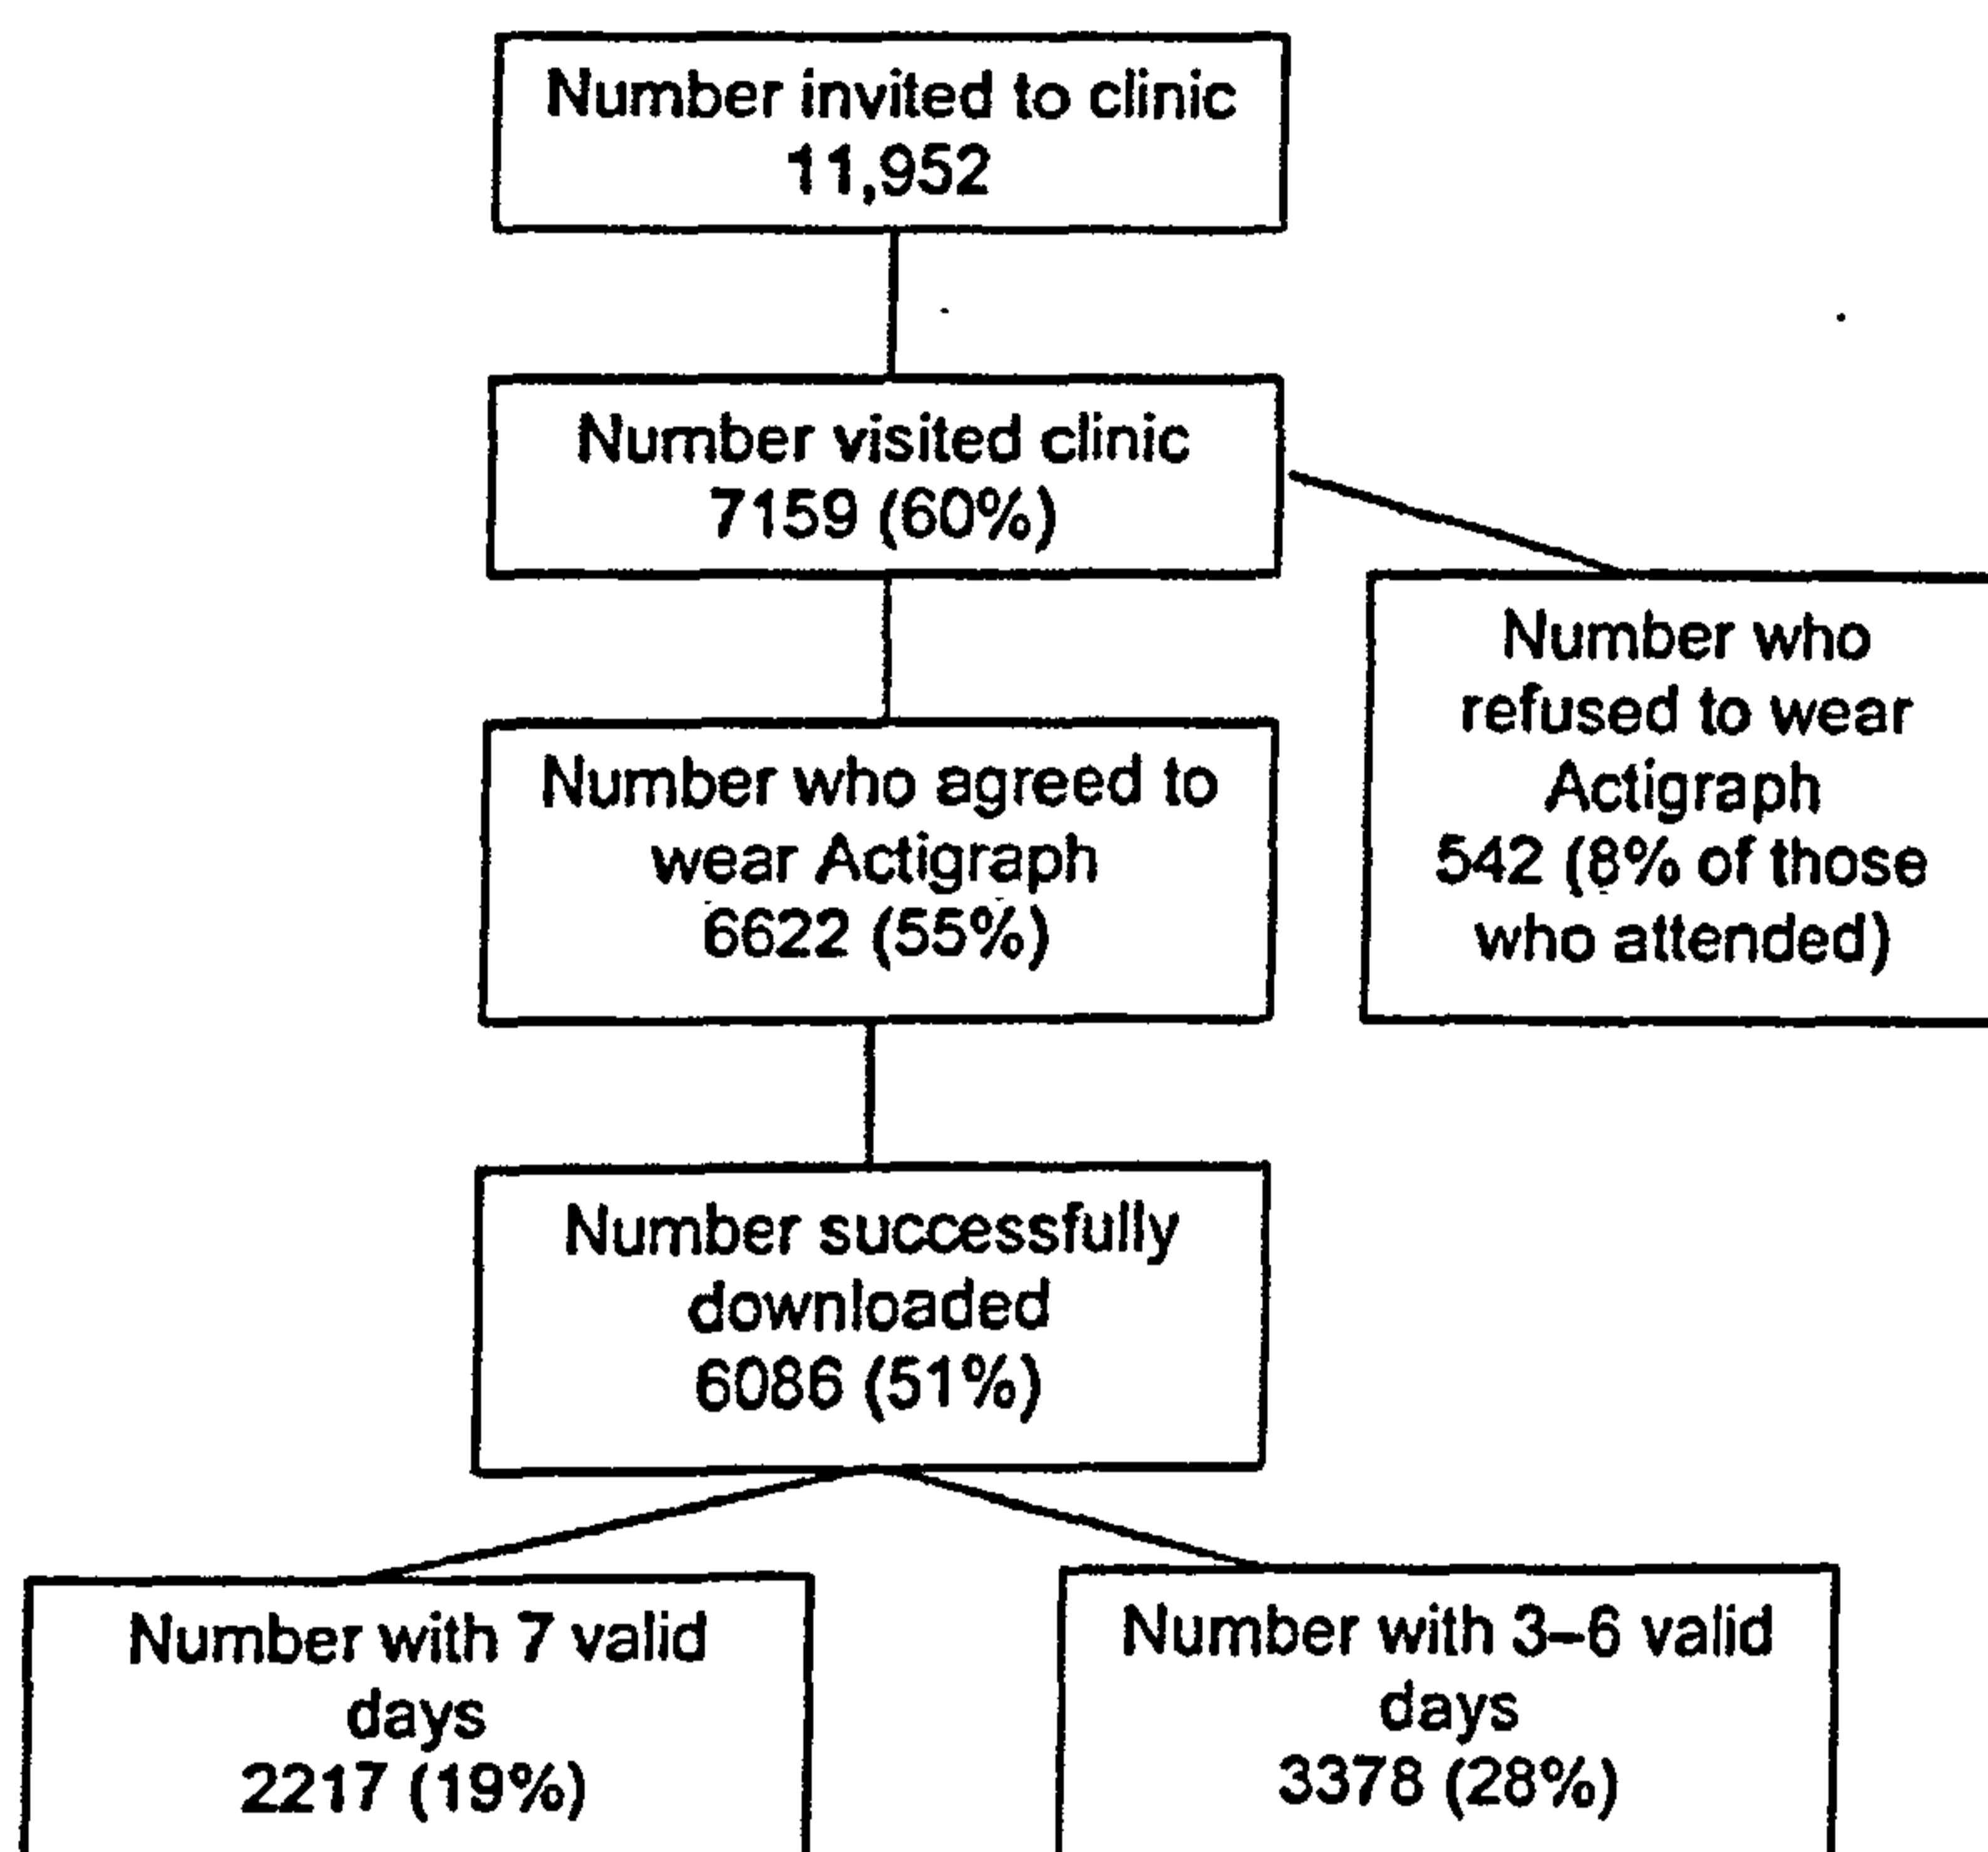 Number invited to clinic
11,952
Number visited clinic
7159 (60%)
Number who
refused to wear
Actigraph
542 (8% of those
who attended)
Number who agreed to
wear Actigraph
6622 (55%)
Number successfully
downloaded
6086 (51%)
Number with 7 valid
days
2217 (19%)
Number with 3–6 valid
days
3378 (28%)